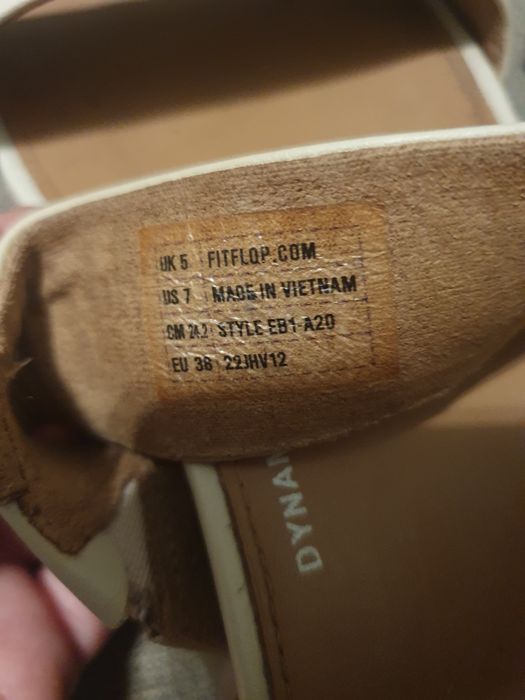 UK 5 FITFLOP.COM
US 7 MADE IN VIETNAM
CM 24.2 STYLE EB1-A20
EU 38 22JHV12
DYNAM